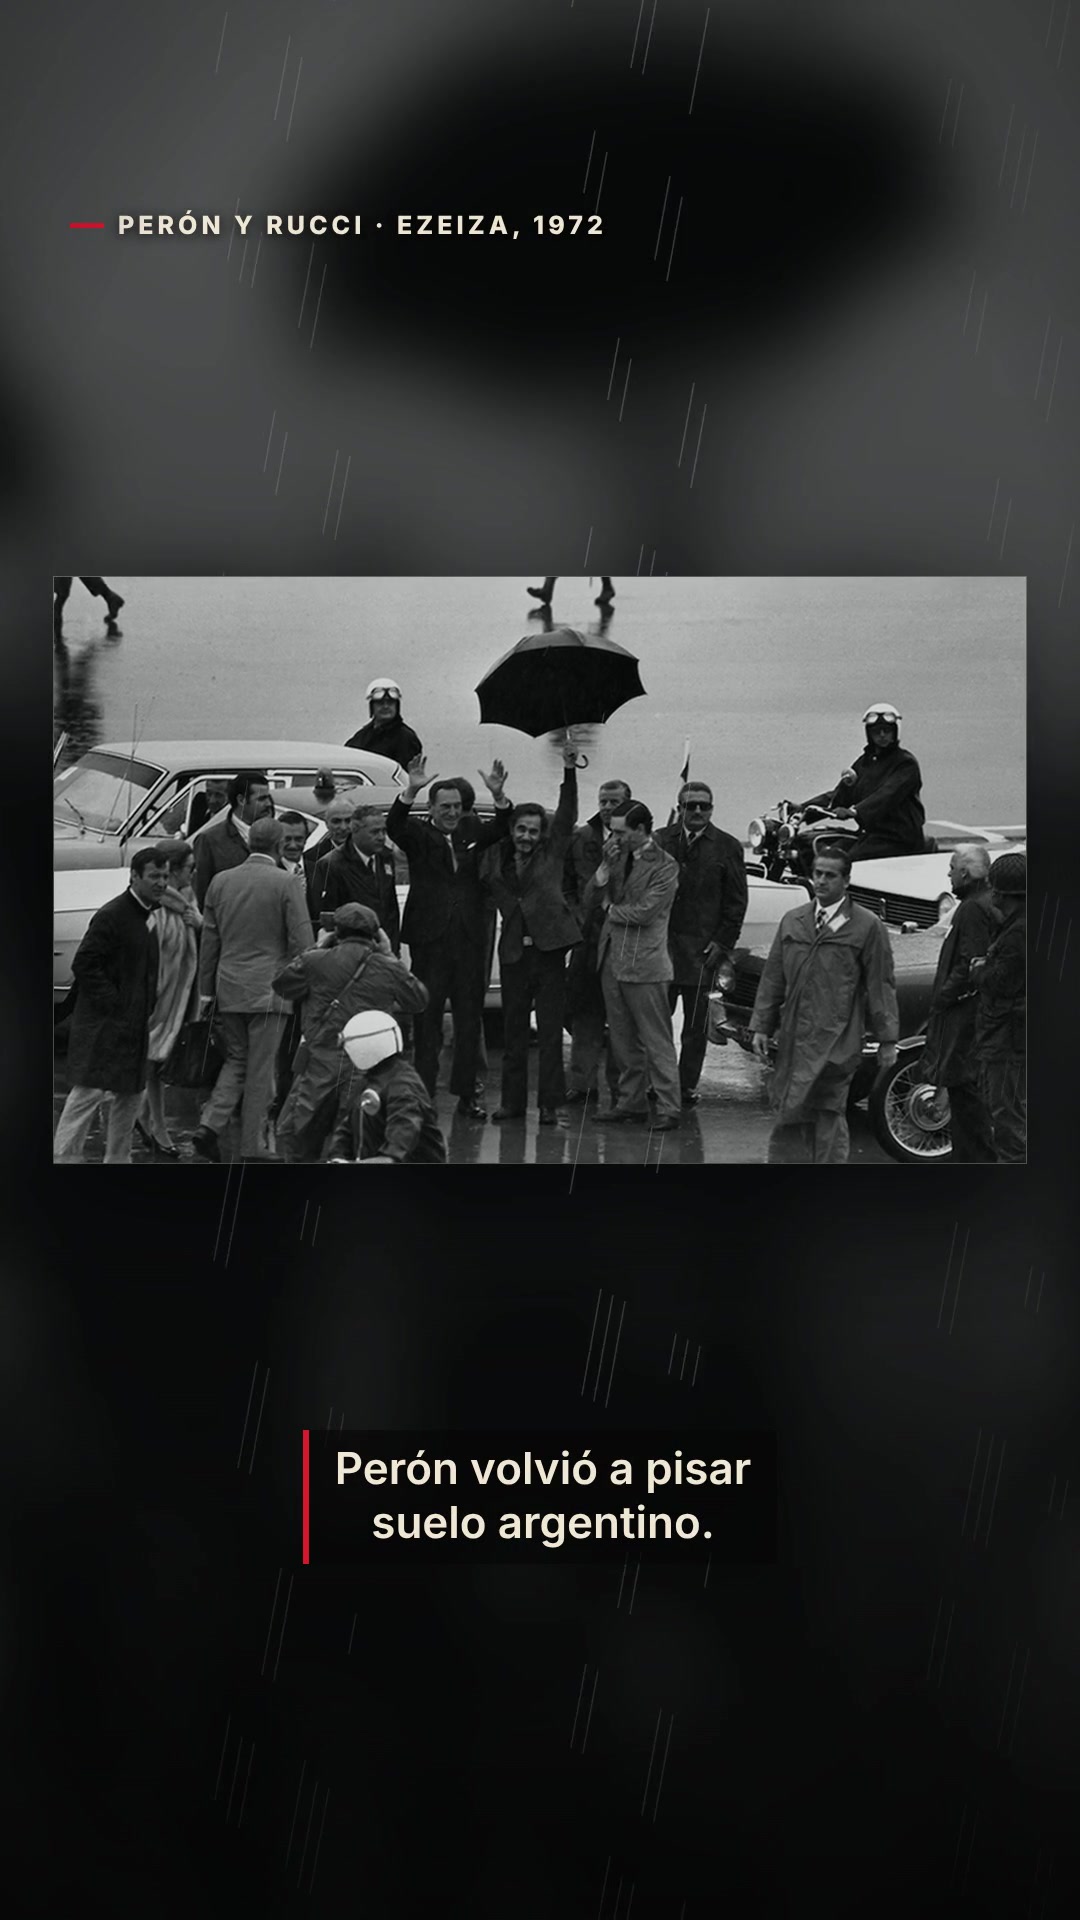 PERÓN Y RUCCI · EZEIZA, 1972
Perón volvió a pisar
suelo argentino.